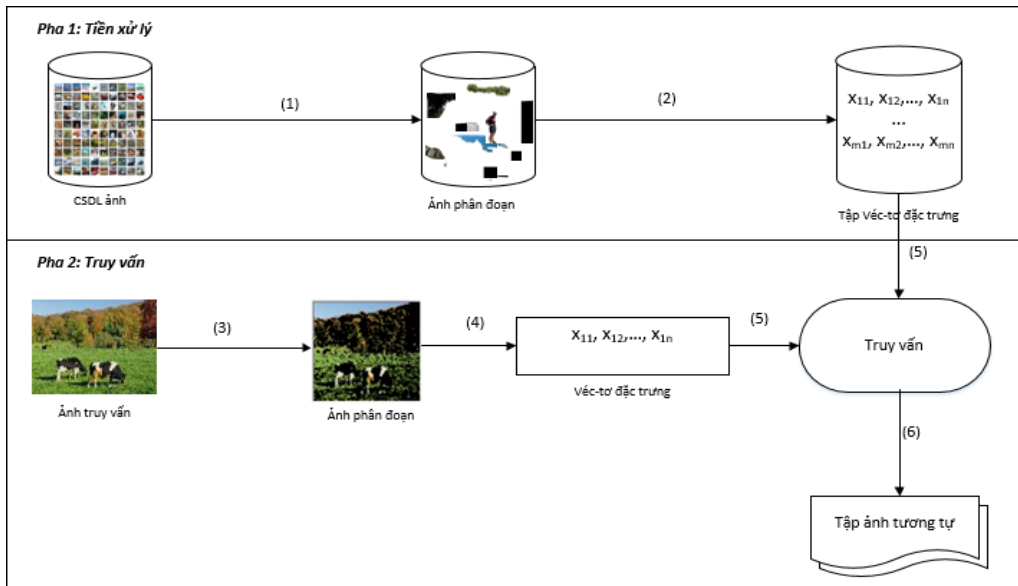 Pha 1: Tiền xử lý
(1)
(2)
X₁₁, X₁₂,..., X₁ₙ
...
Xₘ₁, Xₘ₂,..., Xₘₙ
CSDL ảnh
Ảnh phân đoạn
Tập Véc-tơ đặc trưng
Pha 2: Truy vấn
(5)
(3)
(4)
X₁₁, X₁₂,..., X₁ₙ
(5)
Truy vấn
Ảnh truy vấn
Ảnh phân đoạn
Véc-tơ đặc trưng
(6)
Tập ảnh tương tự